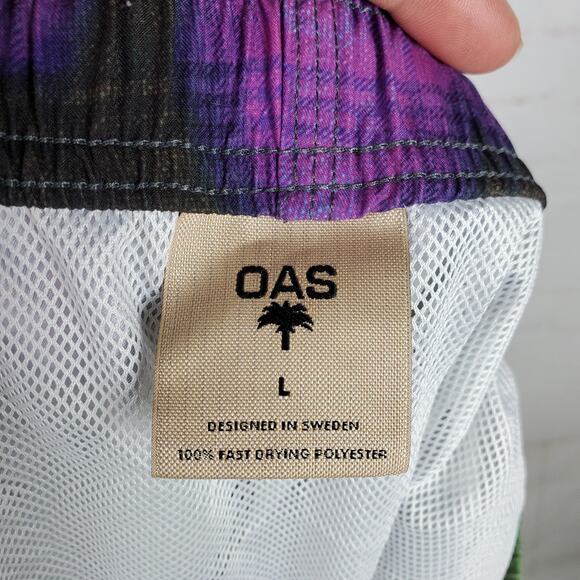 OAS
L
DESIGNED IN SWEDEN
100% FAST DRYING POLYESTER